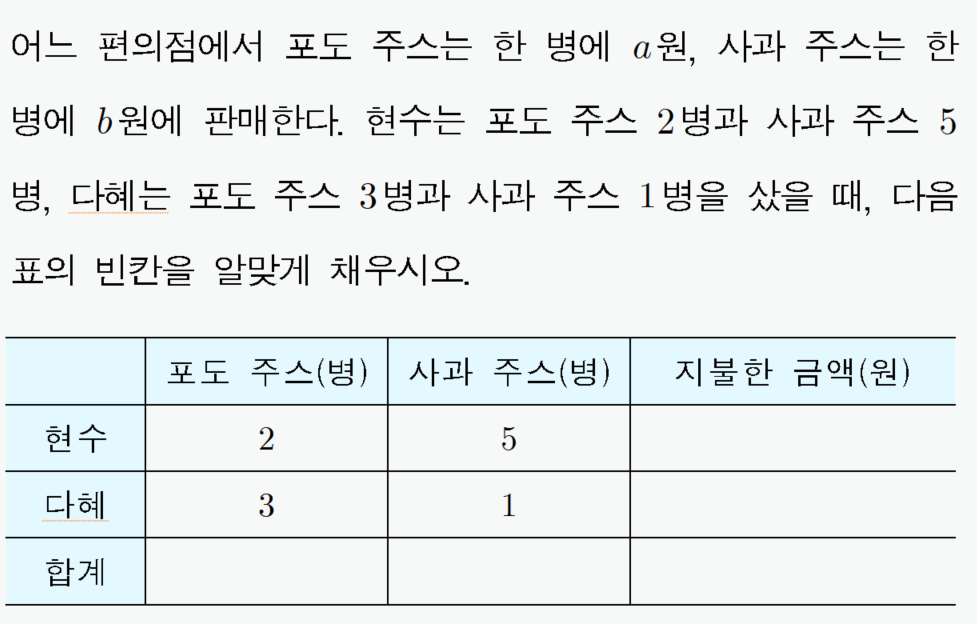 어느 편의점에서 포도 주스는 한 병에 a원, 사과 주스는 한
병에 b원에 판매한다. 현수는 포도 주스 2병과 사과 주스 5
병, 다혜는 포도 주스 3병과 사과 주스 1병을 샀을 때, 다음
표의 빈칸을 알맞게 채우시오.
포도 주스(병) 사과 주스(병) 지불한 금액(원)
현수 2 5
다혜 3 1
합계